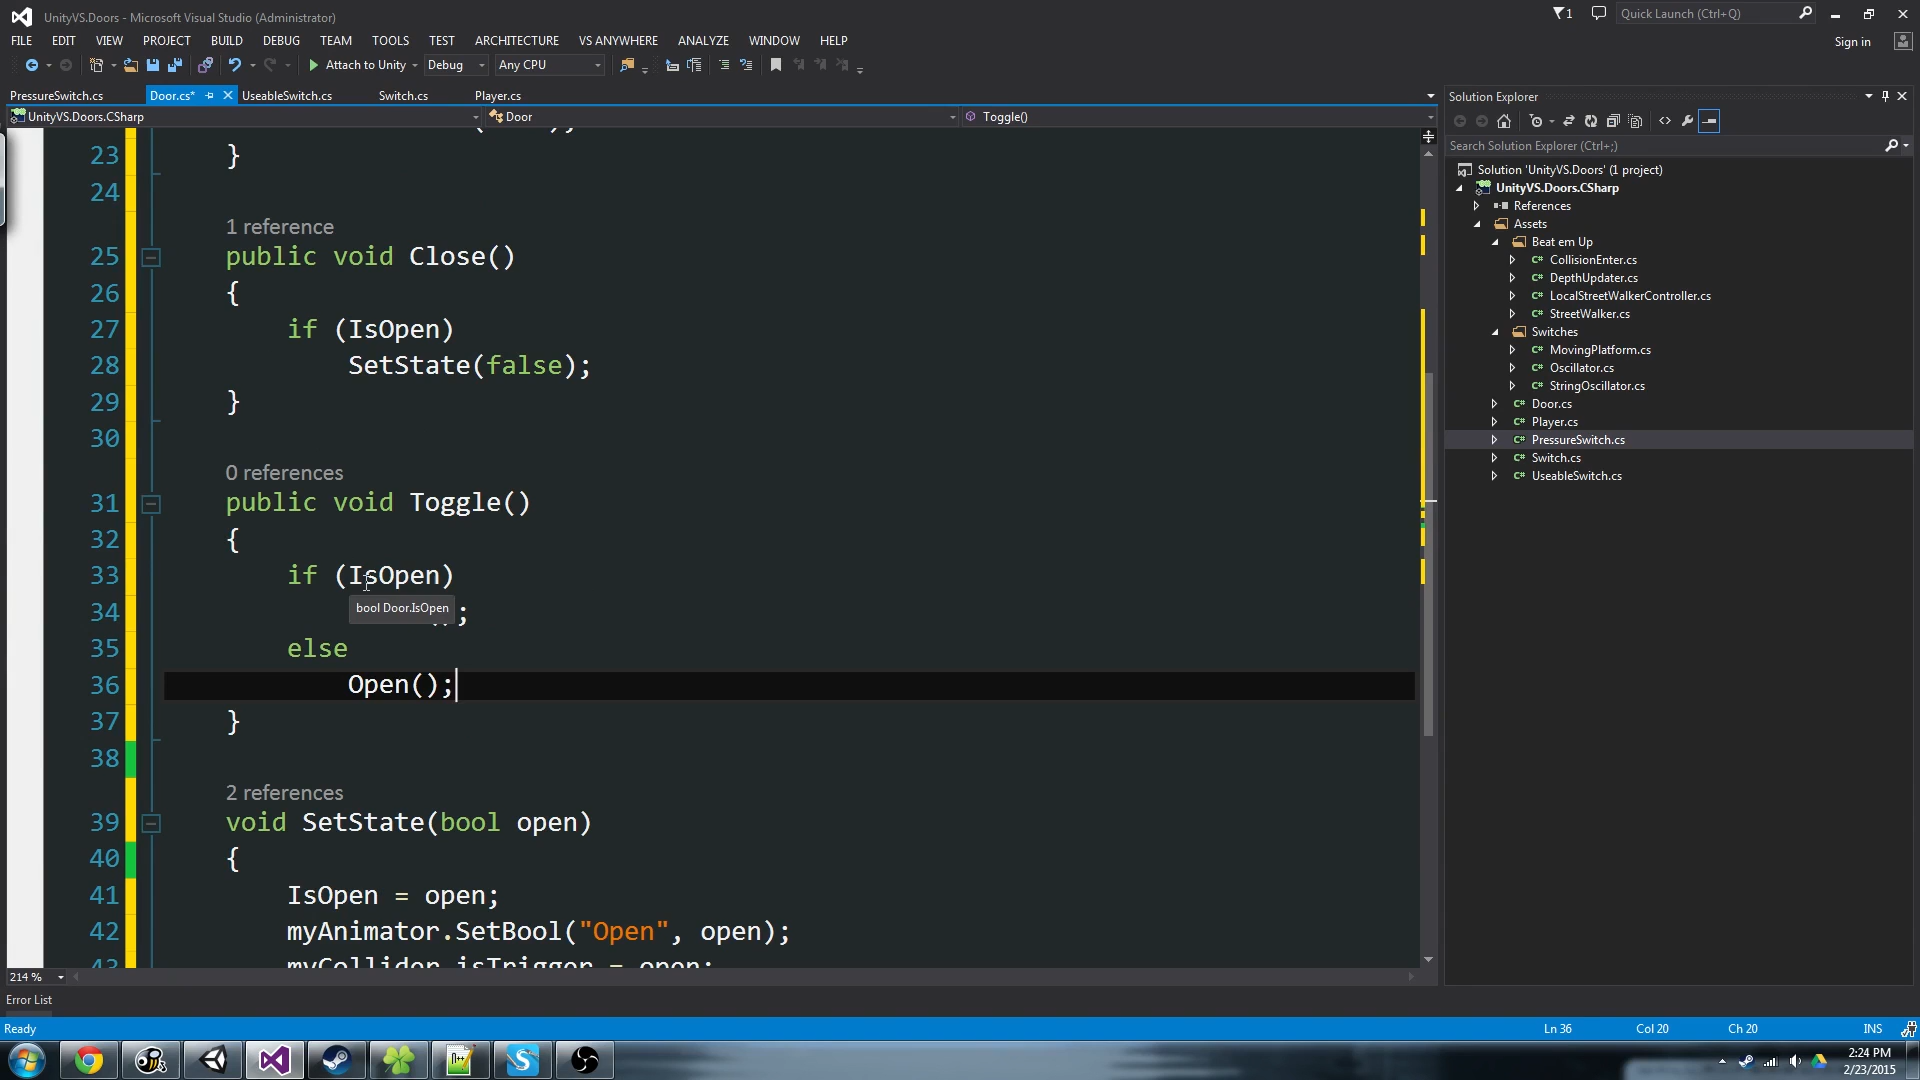 UnityVS.Doors - Microsoft Visual Studio (Administrator)
1
Quick Launch (Ctrl+Q)
FILE EDIT VIEW PROJECT BUILD DEBUG TEAM TOOLS TEST ARCHITECTURE VS ANYWHERE ANALYZE WINDOW HELP
Sign in
Attach to Unity Debug Any CPU
PressureSwitch.cs Door.cs* UseableSwitch.cs Switch.cs Player.cs
UnityVS.Doors.CSharp Door Toggle()
23 }
24
1 reference
25 public void Close()
26 {
27 if (IsOpen)
28 SetState(false);
29 }
30
0 references
31 public void Toggle()
32 {
33 if (IsOpen)
34 ;
bool Door.IsOpen
35 else
36 Open();
37 }
38
2 references
39 void SetState(bool open)
40 {
41 IsOpen = open;
42 myAnimator.SetBool("Open", open);
43 myCollider.isTrigger = open;
214 %
Error List
Ready
Ln 36 Col 20 Ch 20 INS
Solution Explorer
Search Solution Explorer (Ctrl+;)
Solution 'UnityVS.Doors' (1 project)
UnityVS.Doors.CSharp
References
Assets
Beat em Up
C# CollisionEnter.cs
C# DepthUpdater.cs
C# LocalStreetWalkerController.cs
C# StreetWalker.cs
Switches
C# MovingPlatform.cs
C# Oscillator.cs
C# StringOscillator.cs
C# Door.cs
C# Player.cs
C# PressureSwitch.cs
C# Switch.cs
C# UseableSwitch.cs
2:24 PM
2/23/2015